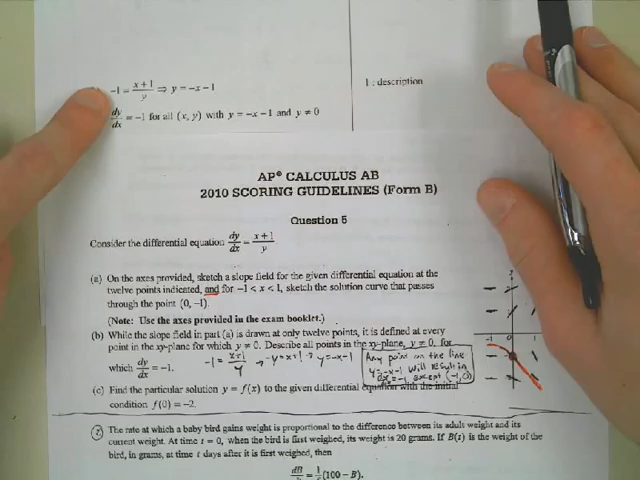 -1 = x+1/y ⇒ y = -x - 1
1 : description
dy/dx = -1 for all (x, y) with y = -x - 1 and y ≠ 0
AP® CALCULUS AB
2010 SCORING GUIDELINES (Form B)
Question 5
Consider the differential equation dy/dx = x+1/y
(a) On the axes provided, sketch a slope field for the given differential equation at the
twelve points indicated, and for -1 < x < 1, sketch the solution curve that passes
through the point (0, -1).
(Note: Use the axes provided in the exam booklet.)
(b) While the slope field in part (a) is drawn at only twelve points, it is defined at every
point in the xy-plane for which y ≠ 0. Describe all points in the xy-plane, y ≠ 0, for
which dy/dx = -1.
-1 = x+1/y → -y = x+1 → y = -x-1
Any point on the line
y = -x-1 will result in
dy/dx = -1 except (-1, 0)
(c) Find the particular solution y = f(x) to the given differential equation with the initial
condition f(0) = -2.
-1
1
The rate at which a baby bird gains weight is proportional to the difference between its adult weight and its
current weight. At time t = 0, when the bird is first weighed, its weight is 20 grams. If B(t) is the weight of the
bird, in grams, at time t days after it is first weighed, then
dB = 1 (100 - B).